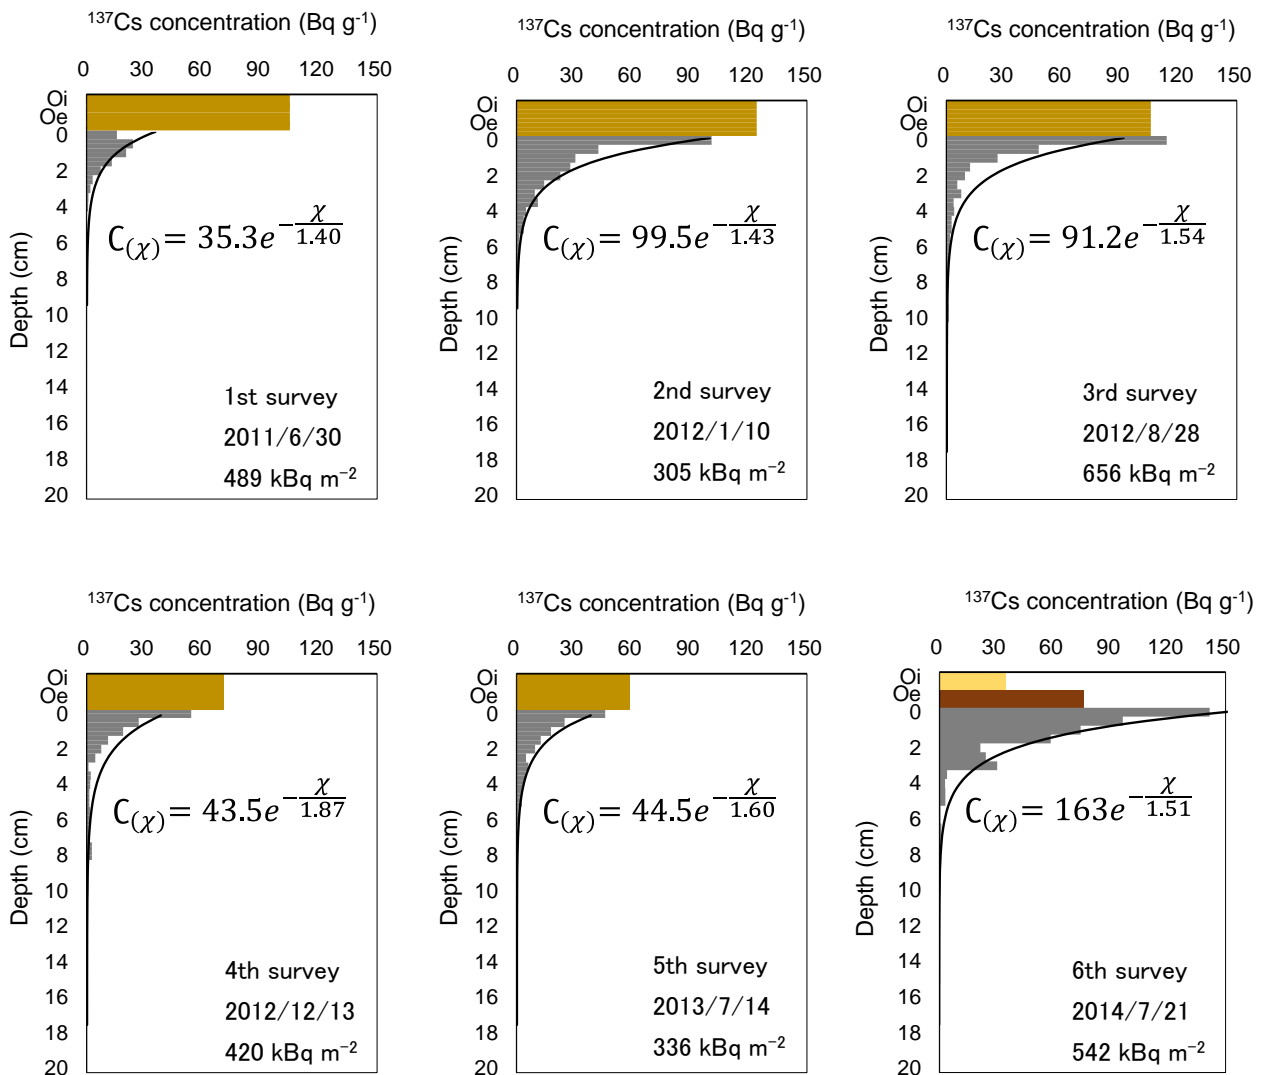 ¹³⁷Cs concentration (Bq g⁻¹)
0 30 60 90 120 150
Oi
Oe
0
2
4
6
8
10
12
14
16
18
20
Depth (cm)
C(χ) = 35.3e^(−χ/1.40)
1st survey
2011/6/30
489 kBq m⁻²
¹³⁷Cs concentration (Bq g⁻¹)
0 30 60 90 120 150
Oi
Oe
0
2
4
6
8
10
12
14
16
18
20
Depth (cm)
C(χ) = 99.5e^(−χ/1.43)
2nd survey
2012/1/10
305 kBq m⁻²
¹³⁷Cs concentration (Bq g⁻¹)
0 30 60 90 120 150
Oi
Oe
0
2
4
6
8
10
12
14
16
18
20
Depth (cm)
C(χ) = 91.2e^(−χ/1.54)
3rd survey
2012/8/28
656 kBq m⁻²
¹³⁷Cs concentration (Bq g⁻¹)
0 30 60 90 120 150
Oi
Oe
0
2
4
6
8
10
12
14
16
18
20
Depth (cm)
C(χ) = 43.5e^(−χ/1.87)
4th survey
2012/12/13
420 kBq m⁻²
¹³⁷Cs concentration (Bq g⁻¹)
0 30 60 90 120 150
Oi
Oe
0
2
4
6
8
10
12
14
16
18
20
Depth (cm)
C(χ) = 44.5e^(−χ/1.60)
5th survey
2013/7/14
336 kBq m⁻²
¹³⁷Cs concentration (Bq g⁻¹)
0 30 60 90 120 150
Oi
Oe
0
2
4
6
8
10
12
14
16
18
20
Depth (cm)
C(χ) = 163e^(−χ/1.51)
6th survey
2014/7/21
542 kBq m⁻²